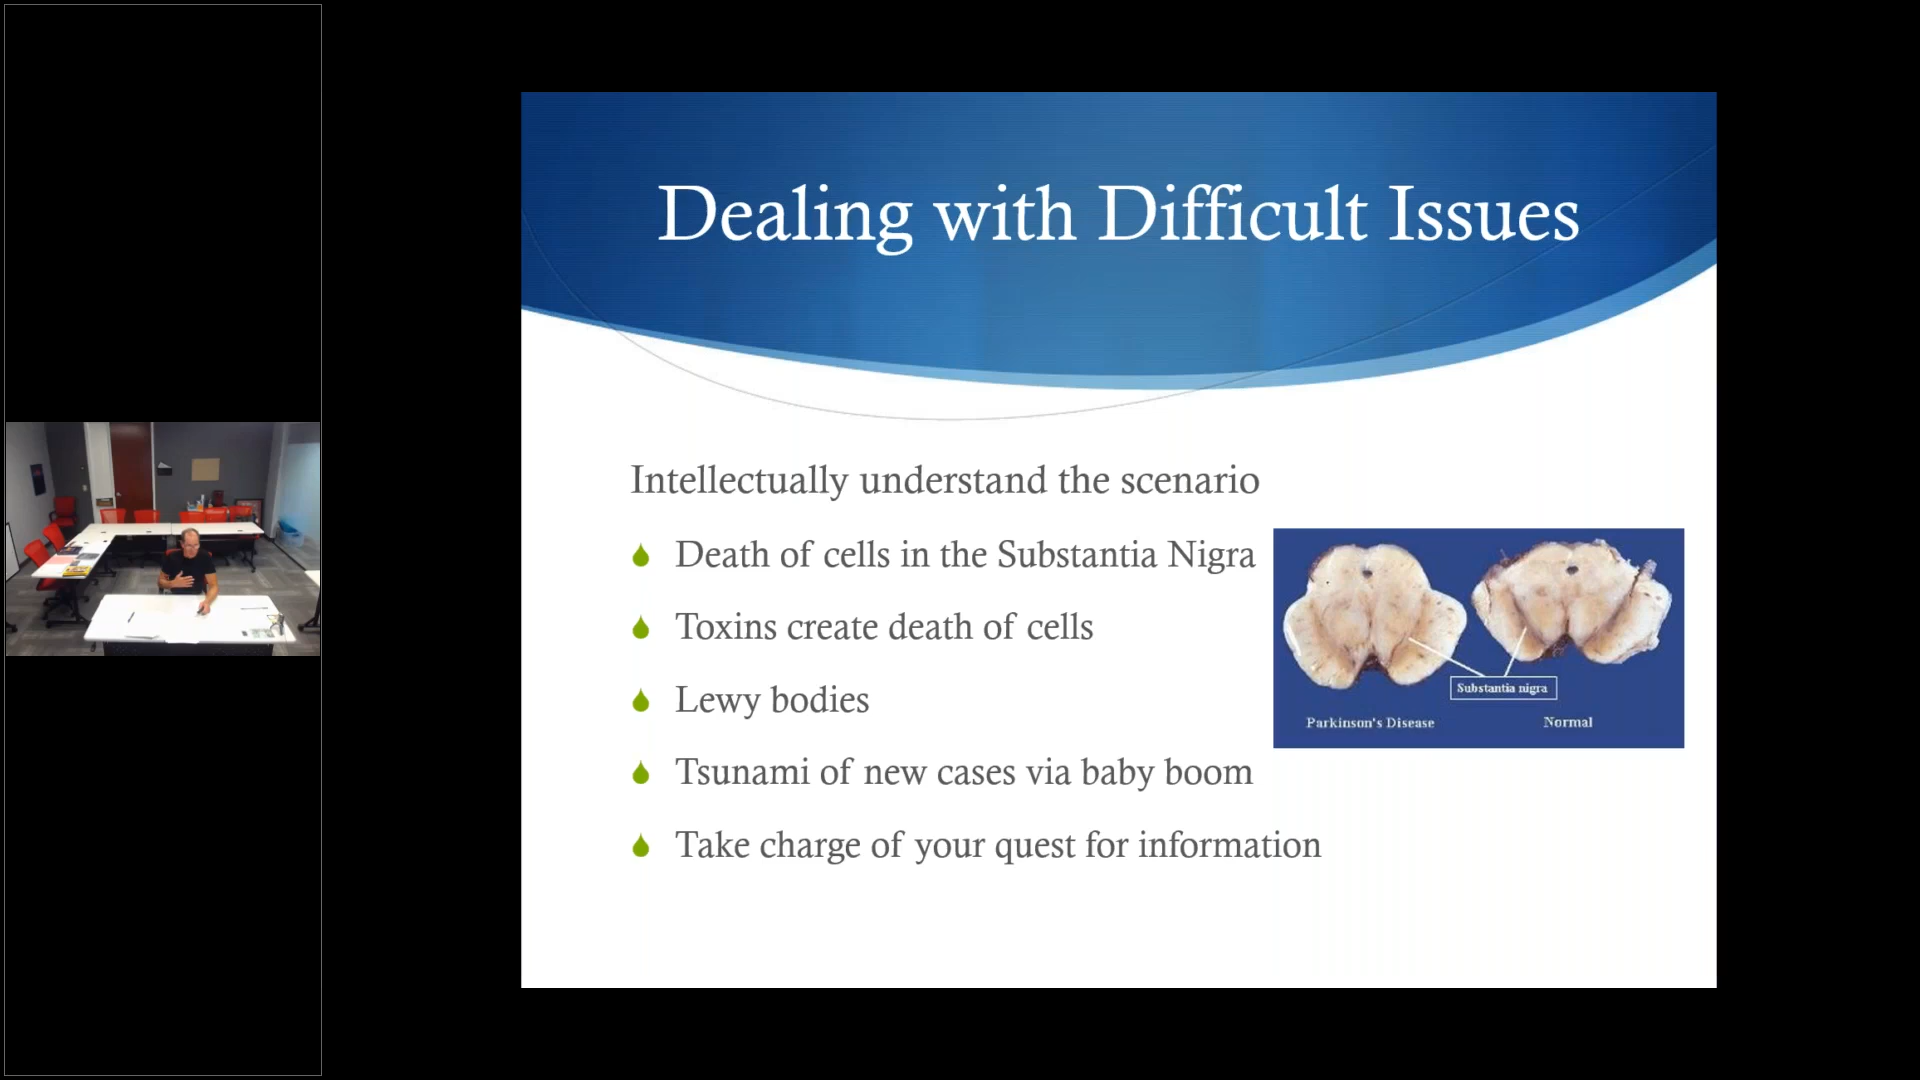 Dealing with Difficult Issues
Intellectually understand the scenario
Death of cells in the Substantia Nigra
Toxins create death of cells
Lewy bodies
Tsunami of new cases via baby boom
Take charge of your quest for information
Substantia nigra
Parkinson's Disease
Normal